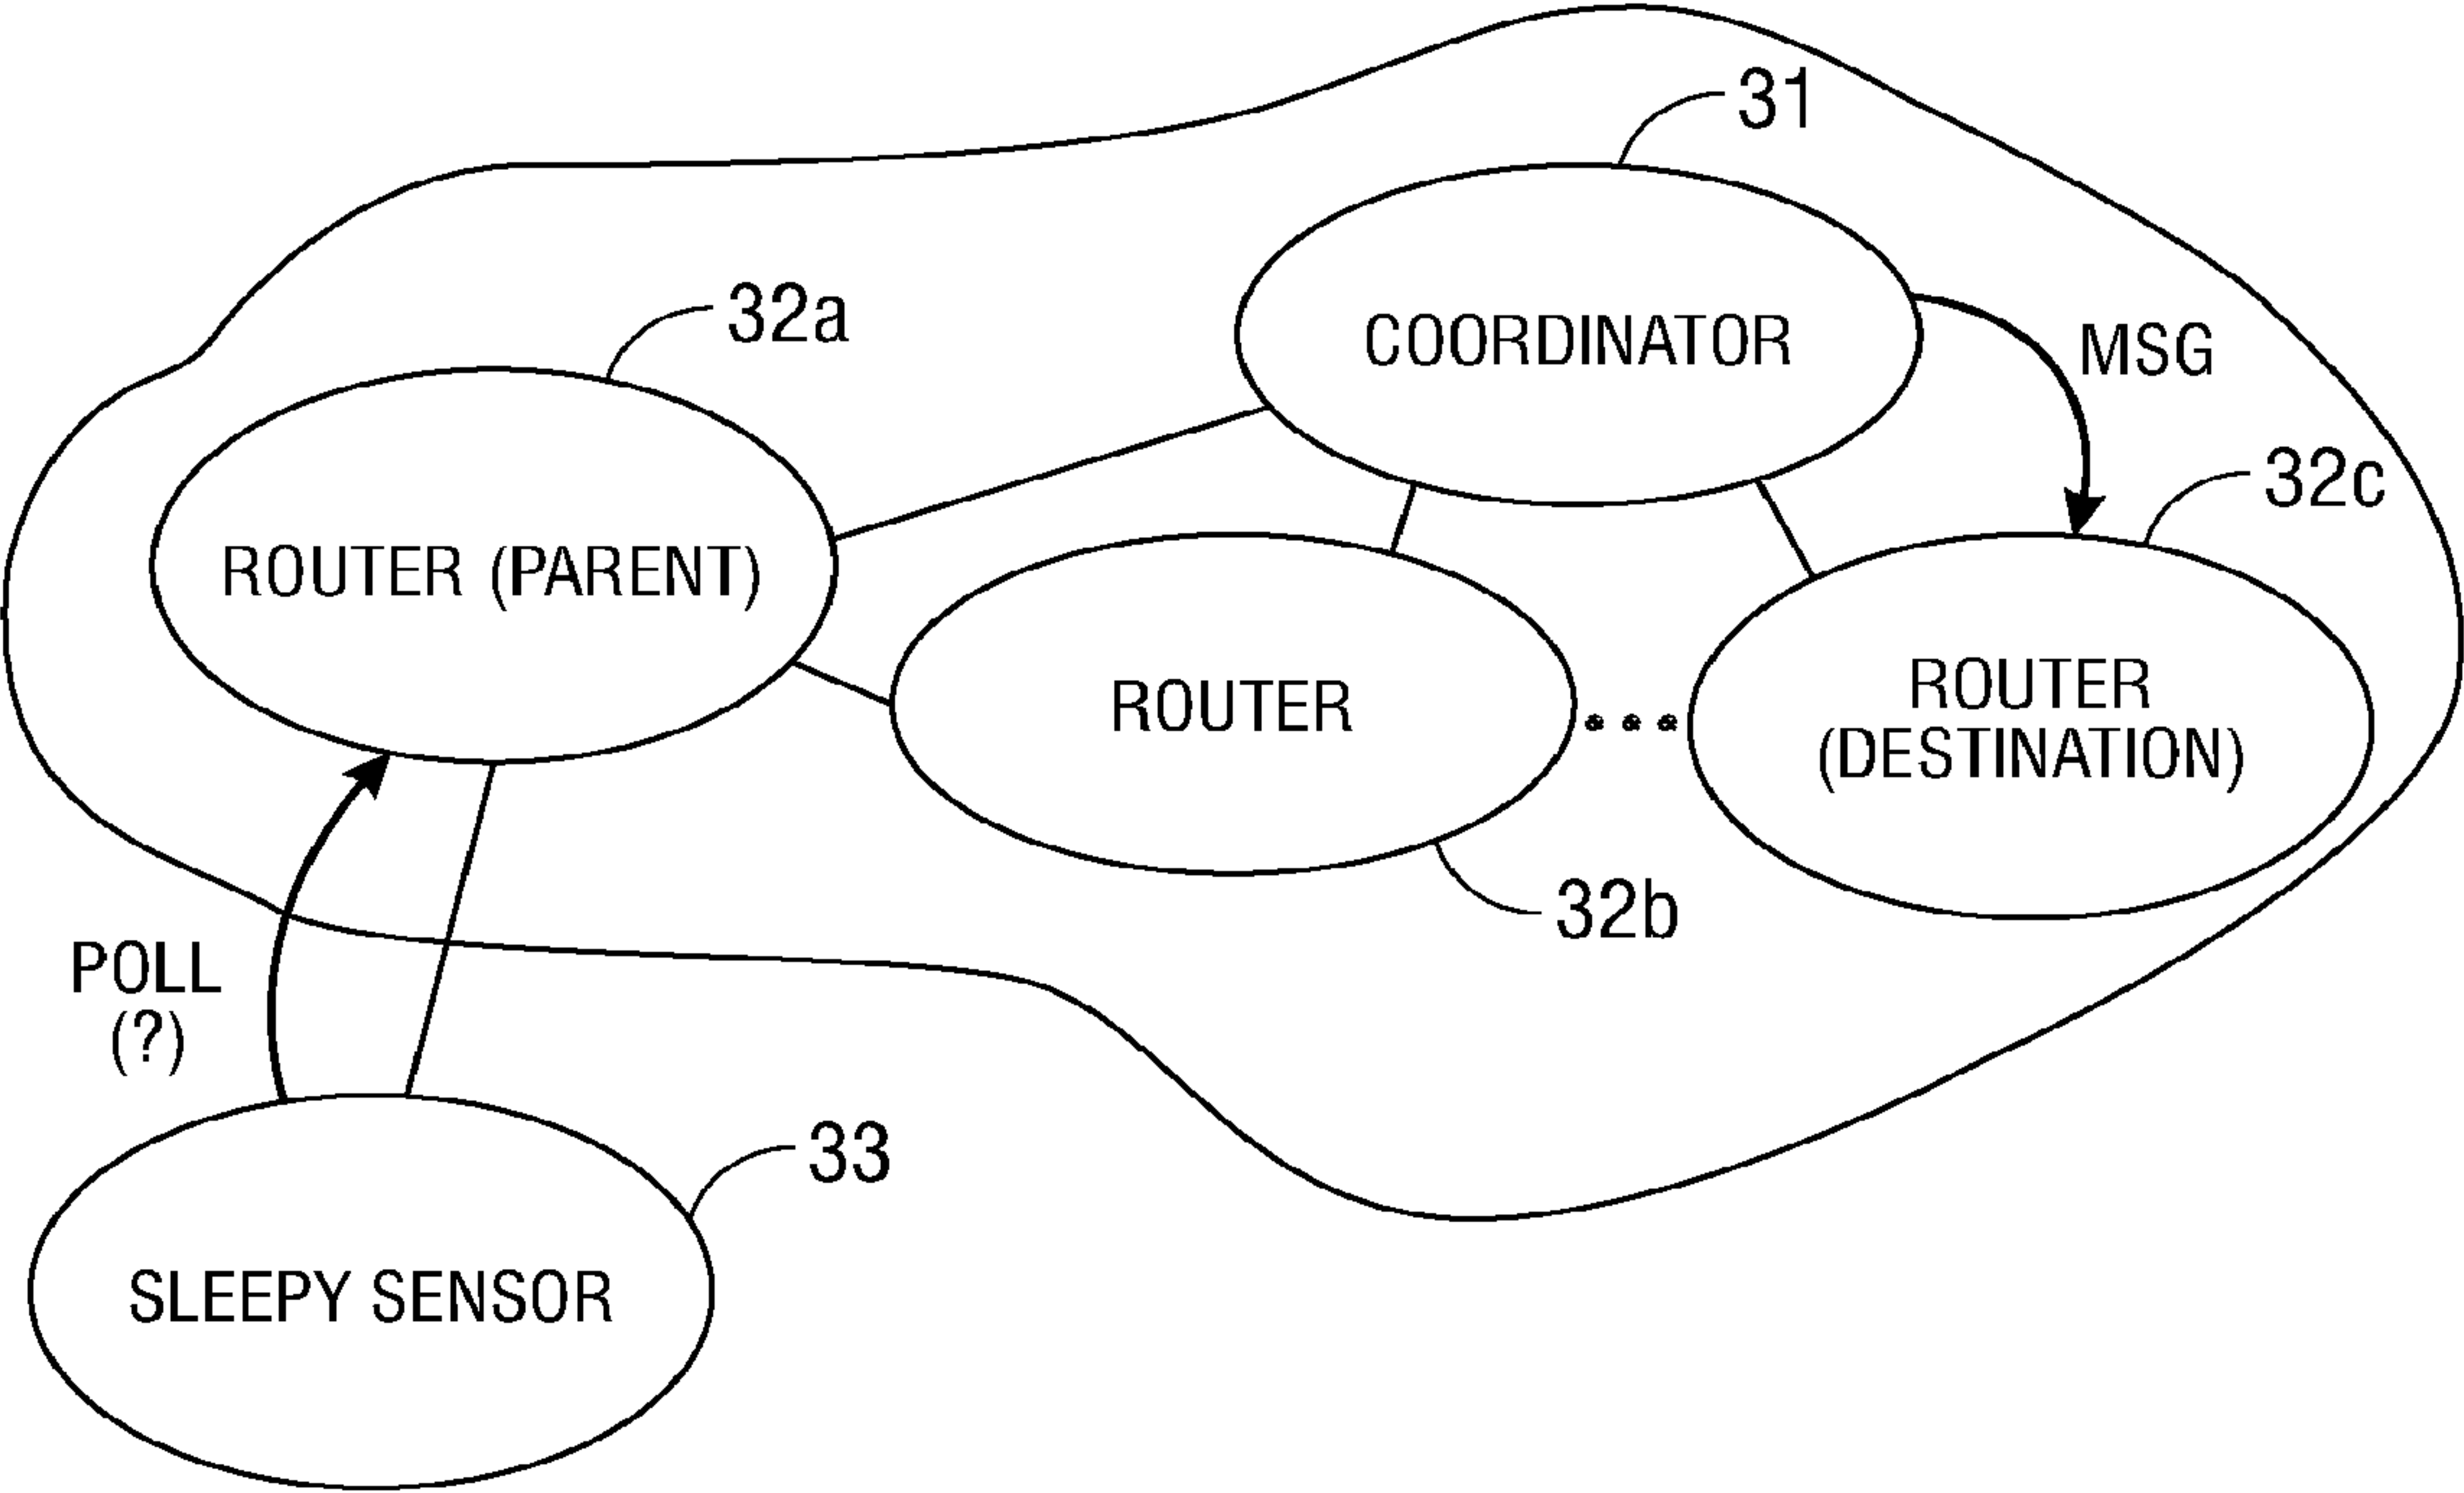 31
COORDINATOR
MSG
32a
ROUTER (PARENT)
32c
ROUTER
ROUTER
(DESTINATION)
32b
POLL
(?)
33
SLEEPY SENSOR